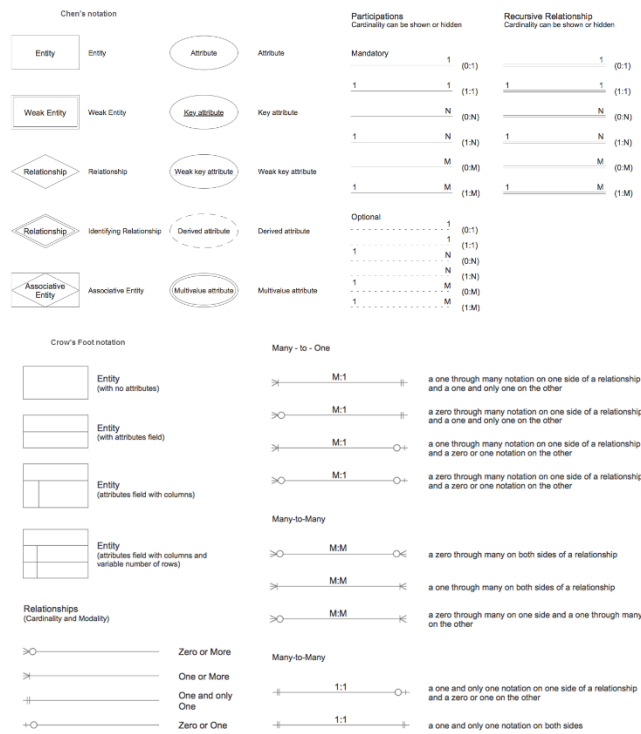 Chen's notation
Entity
Entity
Attribute
Attribute
Weak Entity
Weak Entity
Key attribute
Key attribute
Relationship
Relationship
Weak key attribute
Weak key attribute
Relationship
Identifying Relationship
Derived attribute
Derived attribute
Associative
Entity
Associative Entity
Multivalue attribute
Multivalue attribute
Participations
Cardinality can be shown or hidden
Mandatory
1 (0:1)
1 1 (1:1)
N (0:N)
1 N (1:N)
M (0:M)
1 M (1:M)
Optional
1 (0:1)
1 (1:1)
1 N (0:N)
N (1:N)
1 M (0:M)
1 M (1:M)
Recursive Relationship
Cardinality can be shown or hidden
1 (0:1)
1 1 (1:1)
N (0:N)
1 N (1:N)
M (0:M)
1 M (1:M)
Crow's Foot notation
Entity
(with no attributes)
Entity
(with attributes field)
Entity
(attributes field with columns)
Entity
(attributes field with columns and
variable number of rows)
Relationships
(Cardinality and Modality)
Zero or More
One or More
One and only
One
Zero or One
Many - to - One
M:1
a one through many notation on one side of a relationship
and a one and only one on the other
M:1
a zero through many notation on one side of a relationship
and a one and only one on the other
M:1
a one through many notation on one side of a relationship
and a zero or one notation on the other
M:1
a zero through many notation on one side of a relationship
and a zero or one notation on the other
Many-to-Many
M:M
a zero through many on both sides of a relationship
M:M
a one through many on both sides of a relationship
M:M
a zero through many on one side and a one through many
on the other
Many-to-Many
1:1
a one and only one notation on one side of a relationship
and a zero or one on the other
1:1
a one and only one notation on both sides